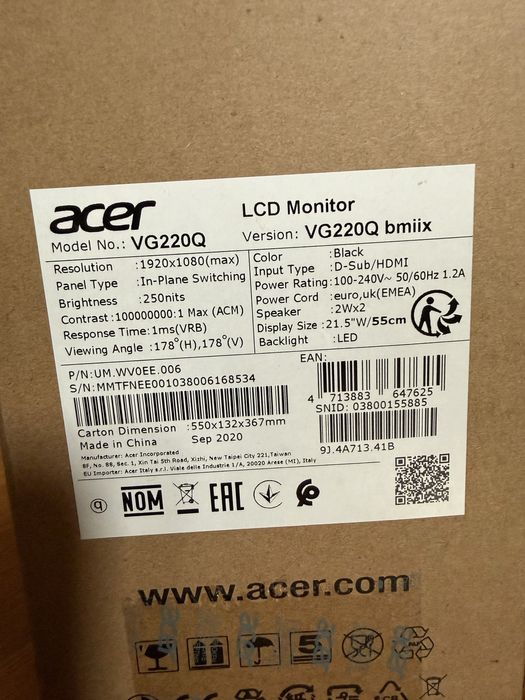 acer
LCD Monitor
Model No.: VG220Q
Version: VG220Q bmiix
Resolution :1920x1080(max)
Panel Type :In-Plane Switching
Brightness :250nits
Contrast :100000000:1 Max (ACM)
Response Time:1ms(VRB)
Viewing Angle :178°(H),178°(V)
Color :Black
Input Type :D-Sub/HDMI
Power Rating:100-240V~ 50/60Hz 1.2A
Power Cord :euro,uk(EMEA)
Speaker :2Wx2
Display Size :21.5"W/55cm
Backlight :LED
P/N:UM.WV0EE.006
S/N:MMTFNEE001038006168534
EAN:
4 713883 647625
SNID: 03800155885
Carton Dimension :550x132x367mm
Made in China Sep 2020
9J.4A713.41B
Manufacturer: Acer Incorporated
8F, No. 88, Sec. 1, Xin Tai 5th Road, Xizhi, New Taipei City 221,Taiwan
EU Importer: Acer Italy s.r.l. Viale delle Industrie 1/A, 20020 Arese (MI), Italy
NOM EAC
www.acer.com
5